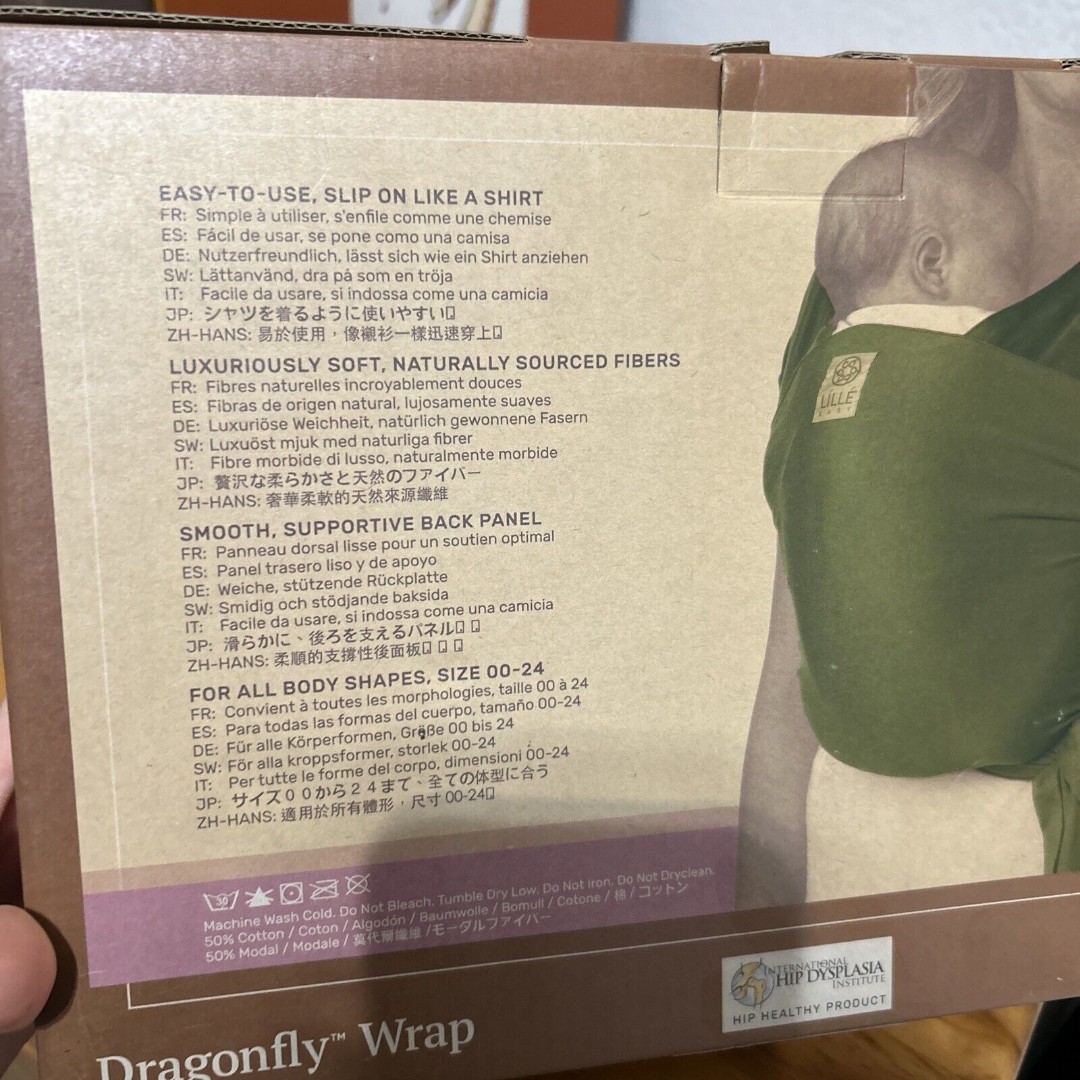 EASY-TO-USE, SLIP ON LIKE A SHIRT
FR: Simple à utiliser, s'enfile comme une chemise
ES: Fácil de usar, se pone como una camisa
DE: Nutzerfreundlich, lässt sich wie ein Shirt anziehen
SW: Lättanvänd, dra på som en tröja
IT: Facile da usare, si indossa come una camicia
JP: シャツを着るように使いやすい▯
ZH-HANS: 易於使用，像襯衫一樣迅速穿上▯
LUXURIOUSLY SOFT, NATURALLY SOURCED FIBERS
FR: Fibres naturelles incroyablement douces
ES: Fibras de origen natural, lujosamente suaves
DE: Luxuriöse Weichheit, natürlich gewonnene Fasern
SW: Luxuöst mjuk med naturliga fibrer
IT: Fibre morbide di lusso, naturalmente morbide
JP: 贅沢な柔らかさと天然のファイバー
ZH-HANS: 奢華柔軟的天然來源纖維
SMOOTH, SUPPORTIVE BACK PANEL
FR: Panneau dorsal lisse pour un soutien optimal
ES: Panel trasero liso y de apoyo
DE: Weiche, stützende Rückplatte
SW: Smidig och stödjande baksida
IT: Facile da usare, si indossa come una camicia
JP: 滑らかに、後ろを支えるパネル▯ ▯
ZH-HANS: 柔順的支撐性後面板▯ ▯ ▯
FOR ALL BODY SHAPES, SIZE 00-24
FR: Convient à toutes les morphologies, taille 00 à 24
ES: Para todas las formas del cuerpo, tamaño 00-24
DE: Für alle Körperformen, Größe 00 bis 24
SW: För alla kroppsformer, storlek 00-24
IT: Per tutte le forme del corpo, dimensioni 00-24
JP: サイズ００から２４まで、全ての体型に合う
ZH-HANS: 適用於所有體形，尺寸 00-24▯
30
Machine Wash Cold. Do Not Bleach. Tumble Dry Low. Do Not Iron. Do Not Dryclean.
50% Cotton / Coton / Algodón / Baumwolle / Bomull / Cotone / 棉 / コットン
50% Modal / Modale / 莫代爾纖維 /モーダルファイバー
LÍLLÉ
BABY
INTERNATIONAL
HIP DYSPLASIA
INSTITUTE
HIP HEALTHY PRODUCT
Dragonfly™ Wrap